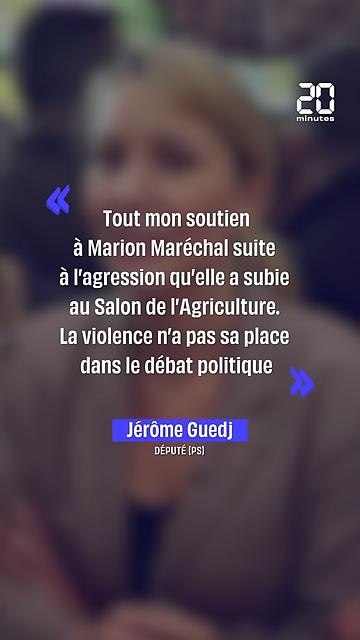 20
minutes
«
Tout mon soutien
à Marion Maréchal suite
à l’agression qu’elle a subie
au Salon de l’Agriculture.
La violence n’a pas sa place
dans le débat politique
»
Jérôme Guedj
DÉPUTÉ (PS)